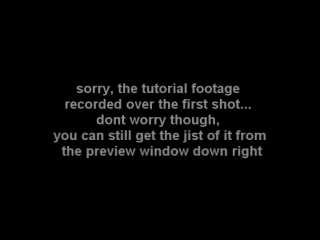 sorry, the tutorial footage
recorded over the first shot...
dont worry though,
you can still get the jist of it from
the preview window down right